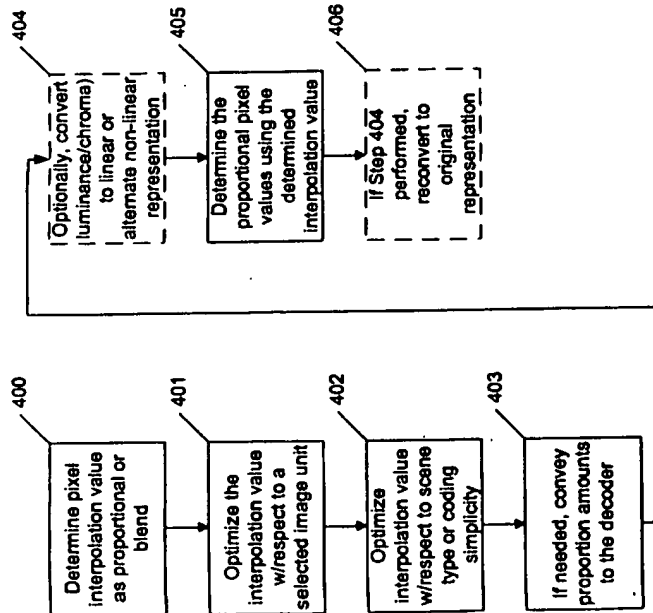 400
Determine pixel
interpolation value
as proportional or
blend
401
Optimize the
interpolation value
w/respect to a
selected image unit
402
Optimize
interpolation value
w/respect to scene
type or coding
simplicity
403
If needed, convey
proportion amounts
to the decoder
404
Optionally, convert
luminance/chroma)
to linear or
alternate non-linear
representation
405
Determine the
proportional pixel
values using the
determined
interpolation value
406
If Step 404
performed,
reconvert to
original
representation